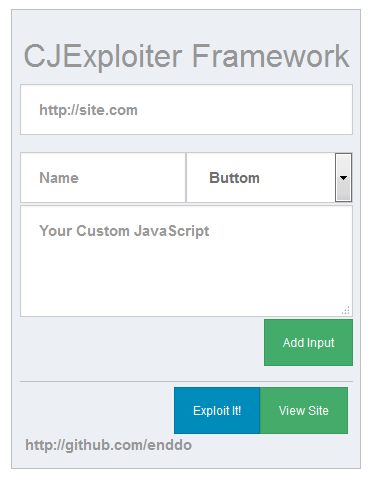 CJExploiter Framework
http://site.com
Name Buttom
Your Custom JavaScript
Add Input
Exploit It! View Site
http://github.com/enddo